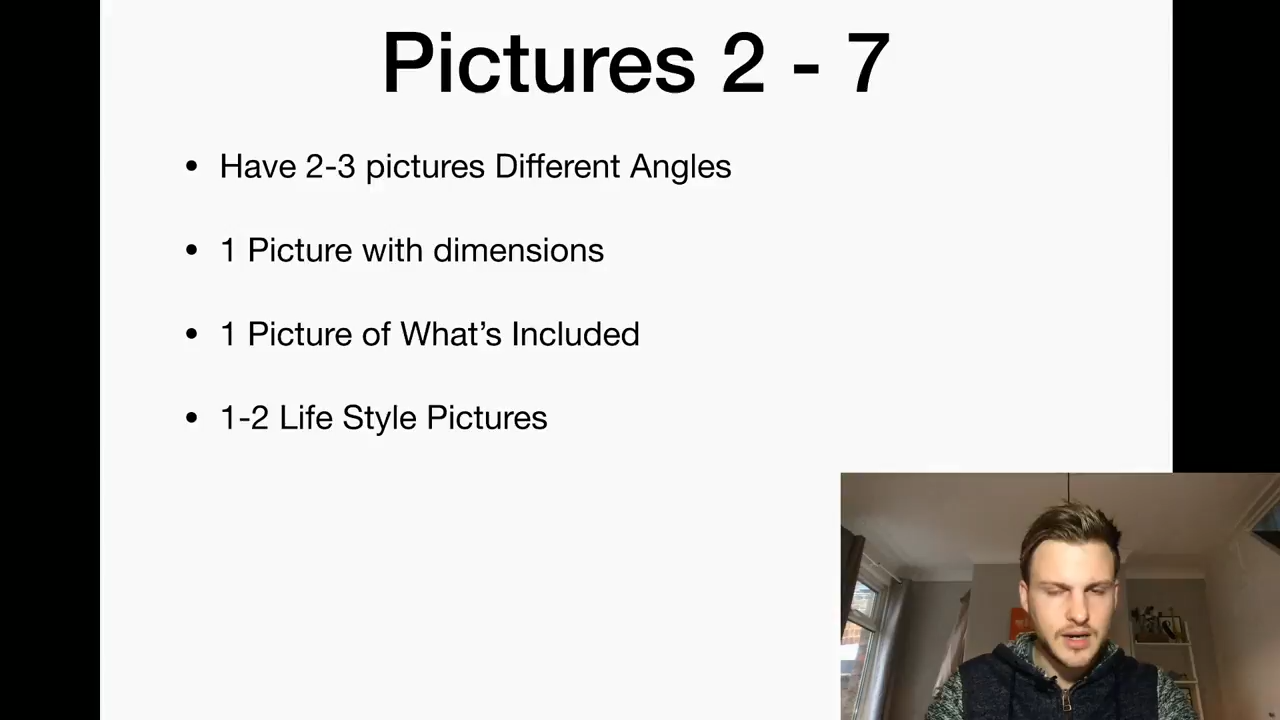 Pictures 2 - 7
• Have 2-3 pictures Different Angles
• 1 Picture with dimensions
• 1 Picture of What’s Included
• 1-2 Life Style Pictures